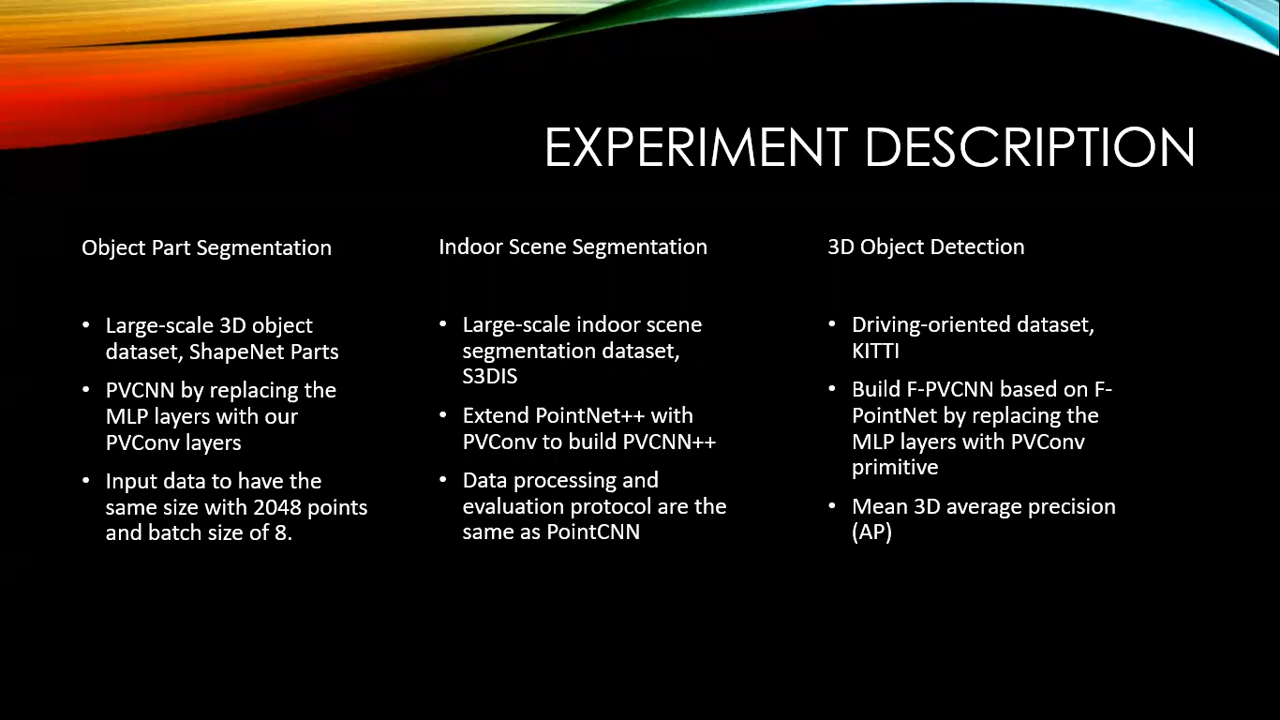 EXPERIMENT DESCRIPTION
Object Part Segmentation
• Large-scale 3D object
dataset, ShapeNet Parts
• PVCNN by replacing the
MLP layers with our
PVConv layers
• Input data to have the
same size with 2048 points
and batch size of 8.
Indoor Scene Segmentation
• Large-scale indoor scene
segmentation dataset,
S3DIS
• Extend PointNet++ with
PVConv to build PVCNN++
• Data processing and
evaluation protocol are the
same as PointCNN
3D Object Detection
• Driving-oriented dataset,
KITTI
• Build F-PVCNN based on F-
PointNet by replacing the
MLP layers with PVConv
primitive
• Mean 3D average precision
(AP)